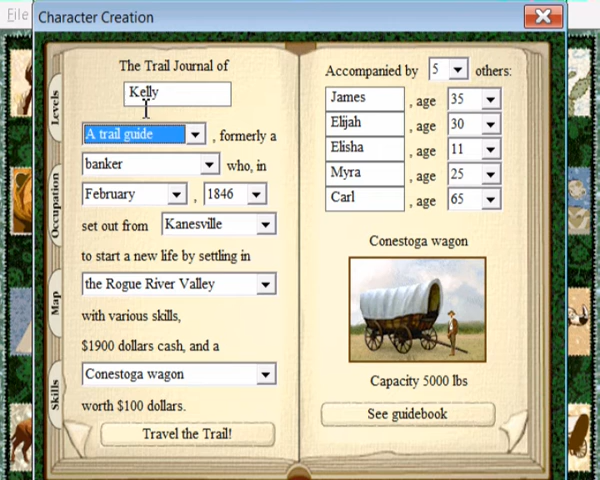 File
Character Creation
The Trail Journal of
Kelly
A trail guide , formerly a
banker who, in
February , 1846
set out from Kanesville
to start a new life by settling in
the Rogue River Valley
with various skills,
$1900 dollars cash, and a
Conestoga wagon
worth $100 dollars.
Travel the Trail!
Levels
Occupation
Map
Skills
Accompanied by 5 others:
James , age 35
Elijah , age 30
Elisha , age 11
Myra , age 25
Carl , age 65
Conestoga wagon
Capacity 5000 lbs
See guidebook